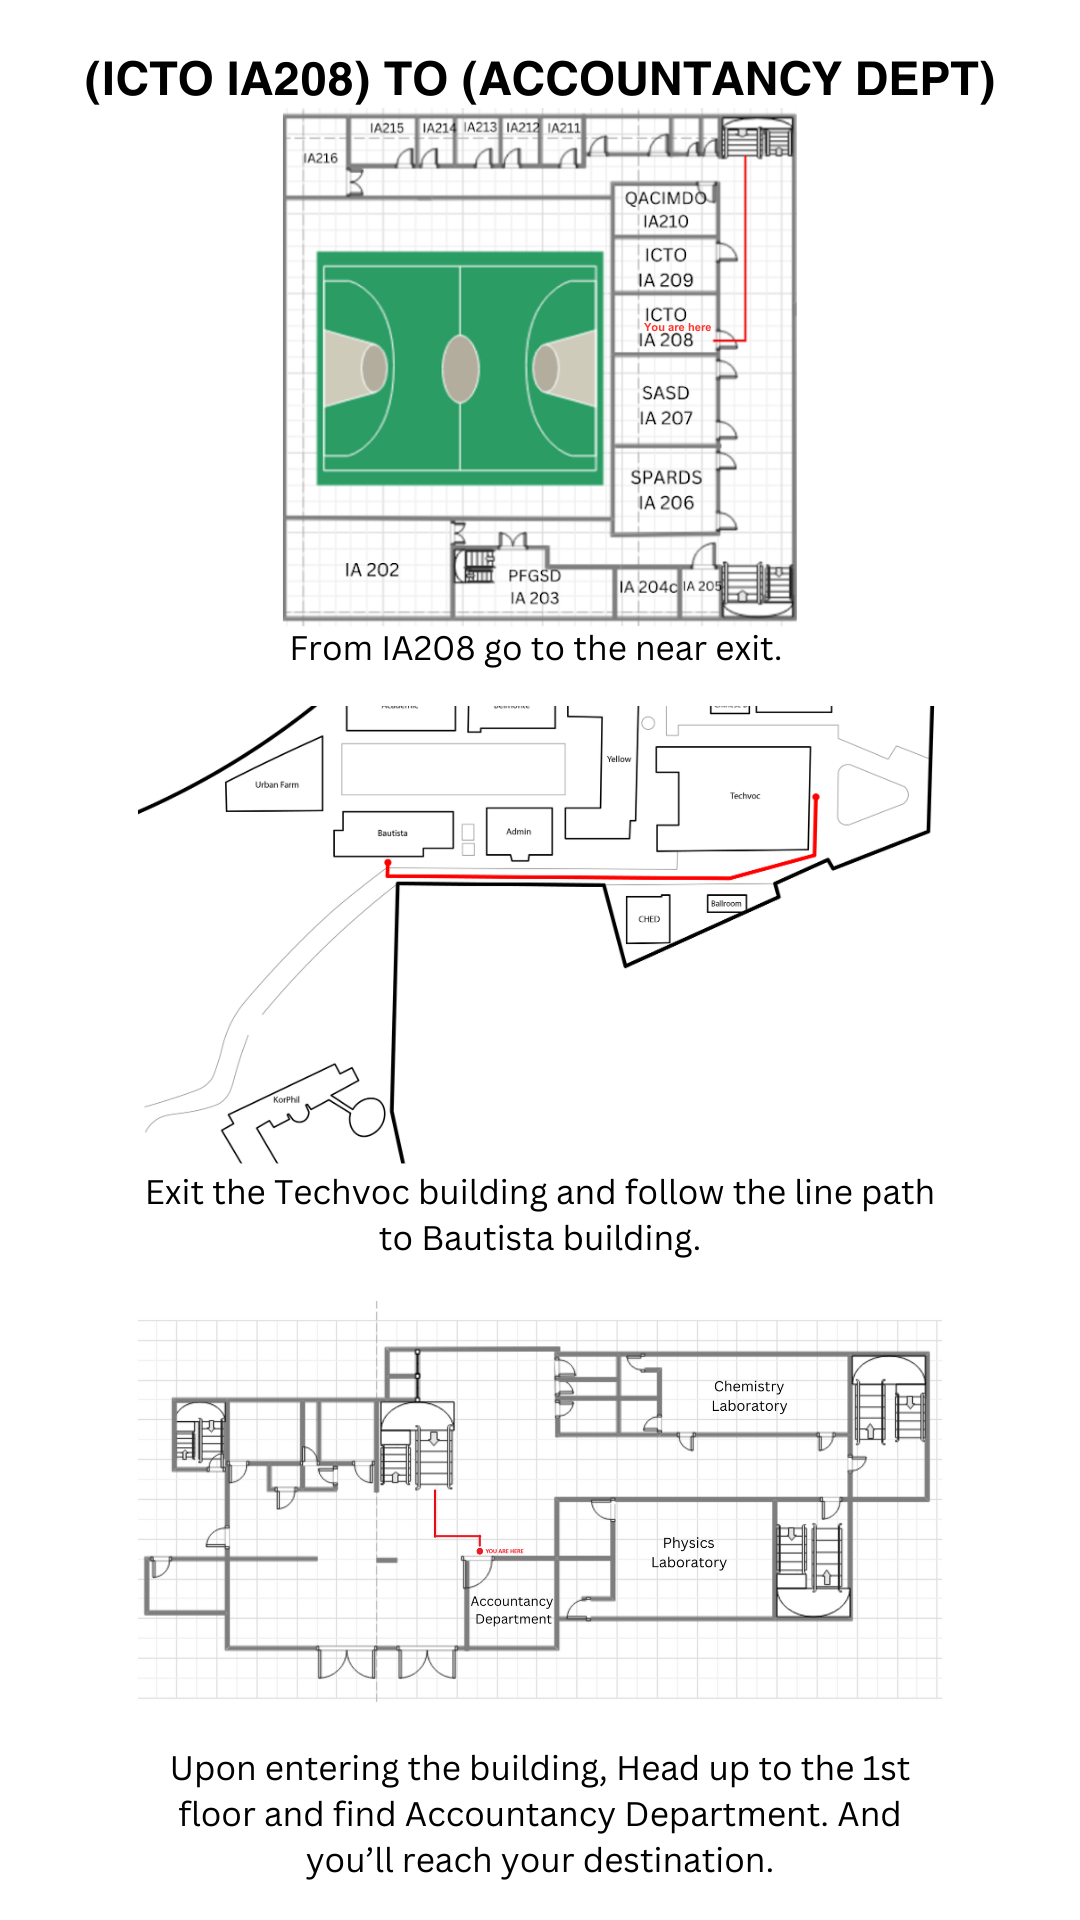 (ICTO IA208) TO (ACCOUNTANCY DEPT)
IA215
IA214
IA213
IA212
IA211
IA216
QACIMDO
IA210
ICTO
IA 209
ICTO
You are here
IA 208
SASD
IA 207
SPARDS
IA 206
IA 202
PFGSD
IA 203
IA 204c
IA 205
From IA208 go to the near exit.
Academic
Belmonte
Yellow
Urban Farm
Techvoc
Bautista
Admin
CHED
Ballroom
KorPhil
Exit the Techvoc building and follow the line path
to Bautista building.
Chemistry
Laboratory
YOU ARE HERE
Physics
Laboratory
Accountancy
Department
Upon entering the building, Head up to the 1st
floor and find Accountancy Department. And
you’ll reach your destination.